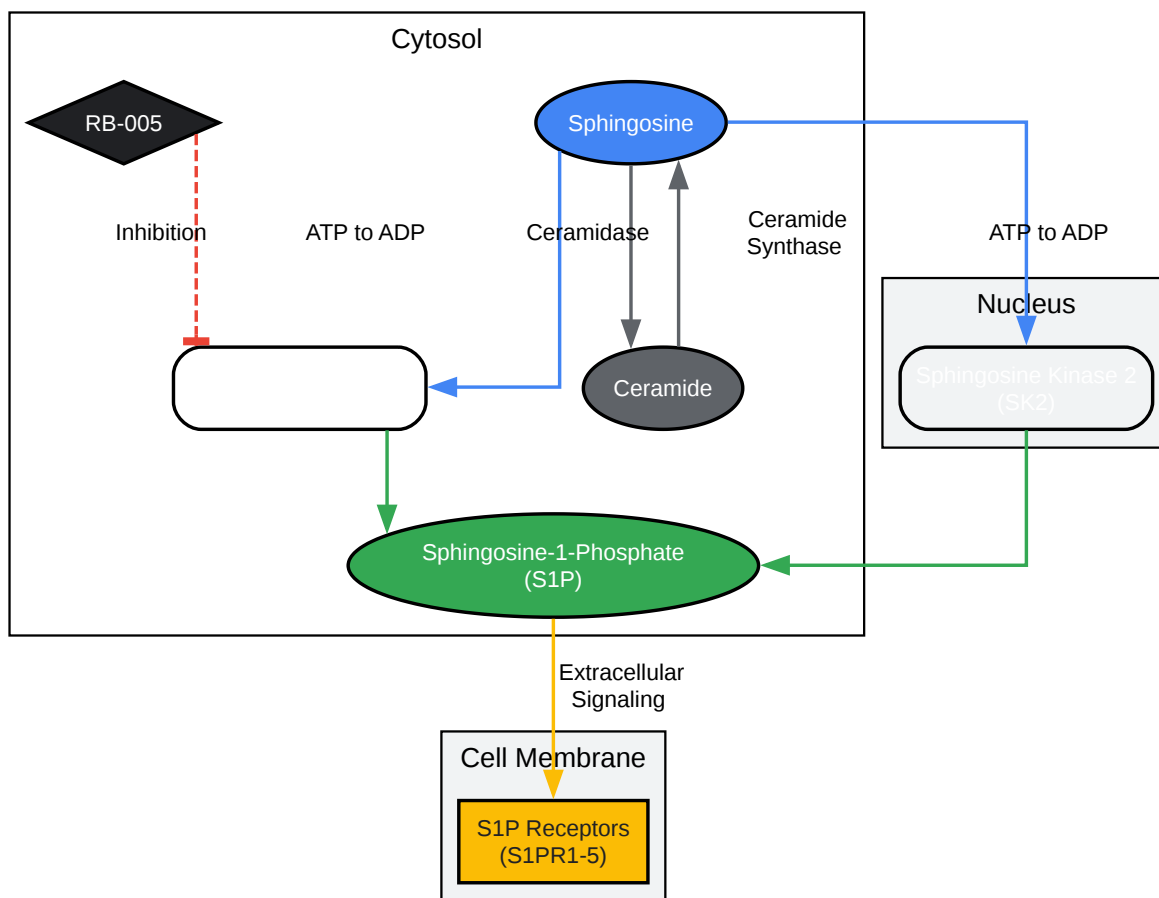 Cytosol
RB-005
Sphingosine
Inhibition
ATP to ADP
Ceramidase
Ceramide
Synthase
ATP to ADP
Nucleus
Ceramide
Sphingosine Kinase 2
(SK2)
Sphingosine-1-Phosphate
(S1P)
Extracellular
Signaling
Cell Membrane
S1P Receptors
(S1PR1-5)